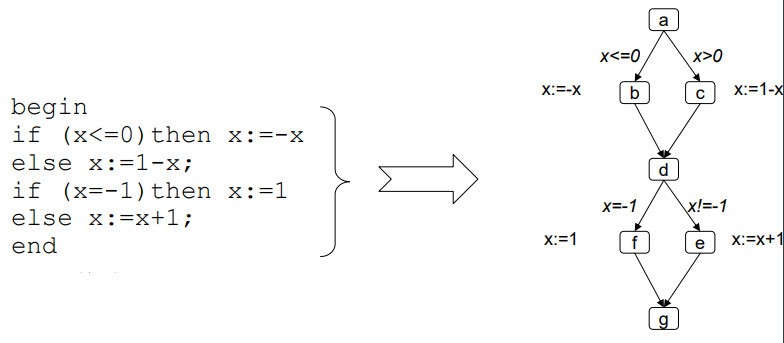 begin
if (x<=0)then x:=-x
else x:=1-x;
if (x=-1)then x:=1
else x:=x+1;
end
a
x<=0 x>0
x:=-x b c x:=1-x
d
x=-1 x!=-1
x:=1 f e x:=x+1
g